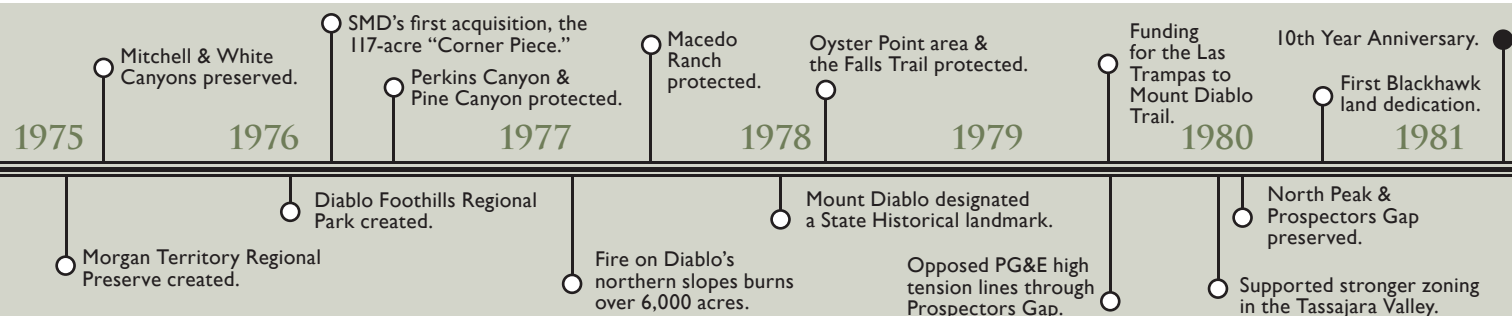 SMD’s first acquisition, the
117-acre “Corner Piece.”
Mitchell & White
Canyons preserved.
Perkins Canyon &
Pine Canyon protected.
Macedo
Ranch
protected.
Oyster Point area &
the Falls Trail protected.
Funding
for the Las
Trampas to
Mount Diablo
Trail.
10th Year Anniversary.
First Blackhawk
land dedication.
1975
1976
1977
1978
1979
1980
1981
Morgan Territory Regional
Preserve created.
Diablo Foothills Regional
Park created.
Fire on Diablo’s
northern slopes burns
over 6,000 acres.
Mount Diablo designated
a State Historical landmark.
Opposed PG&E high
tension lines through
Prospectors Gap.
North Peak &
Prospectors Gap
preserved.
Supported stronger zoning
in the Tassajara Valley.